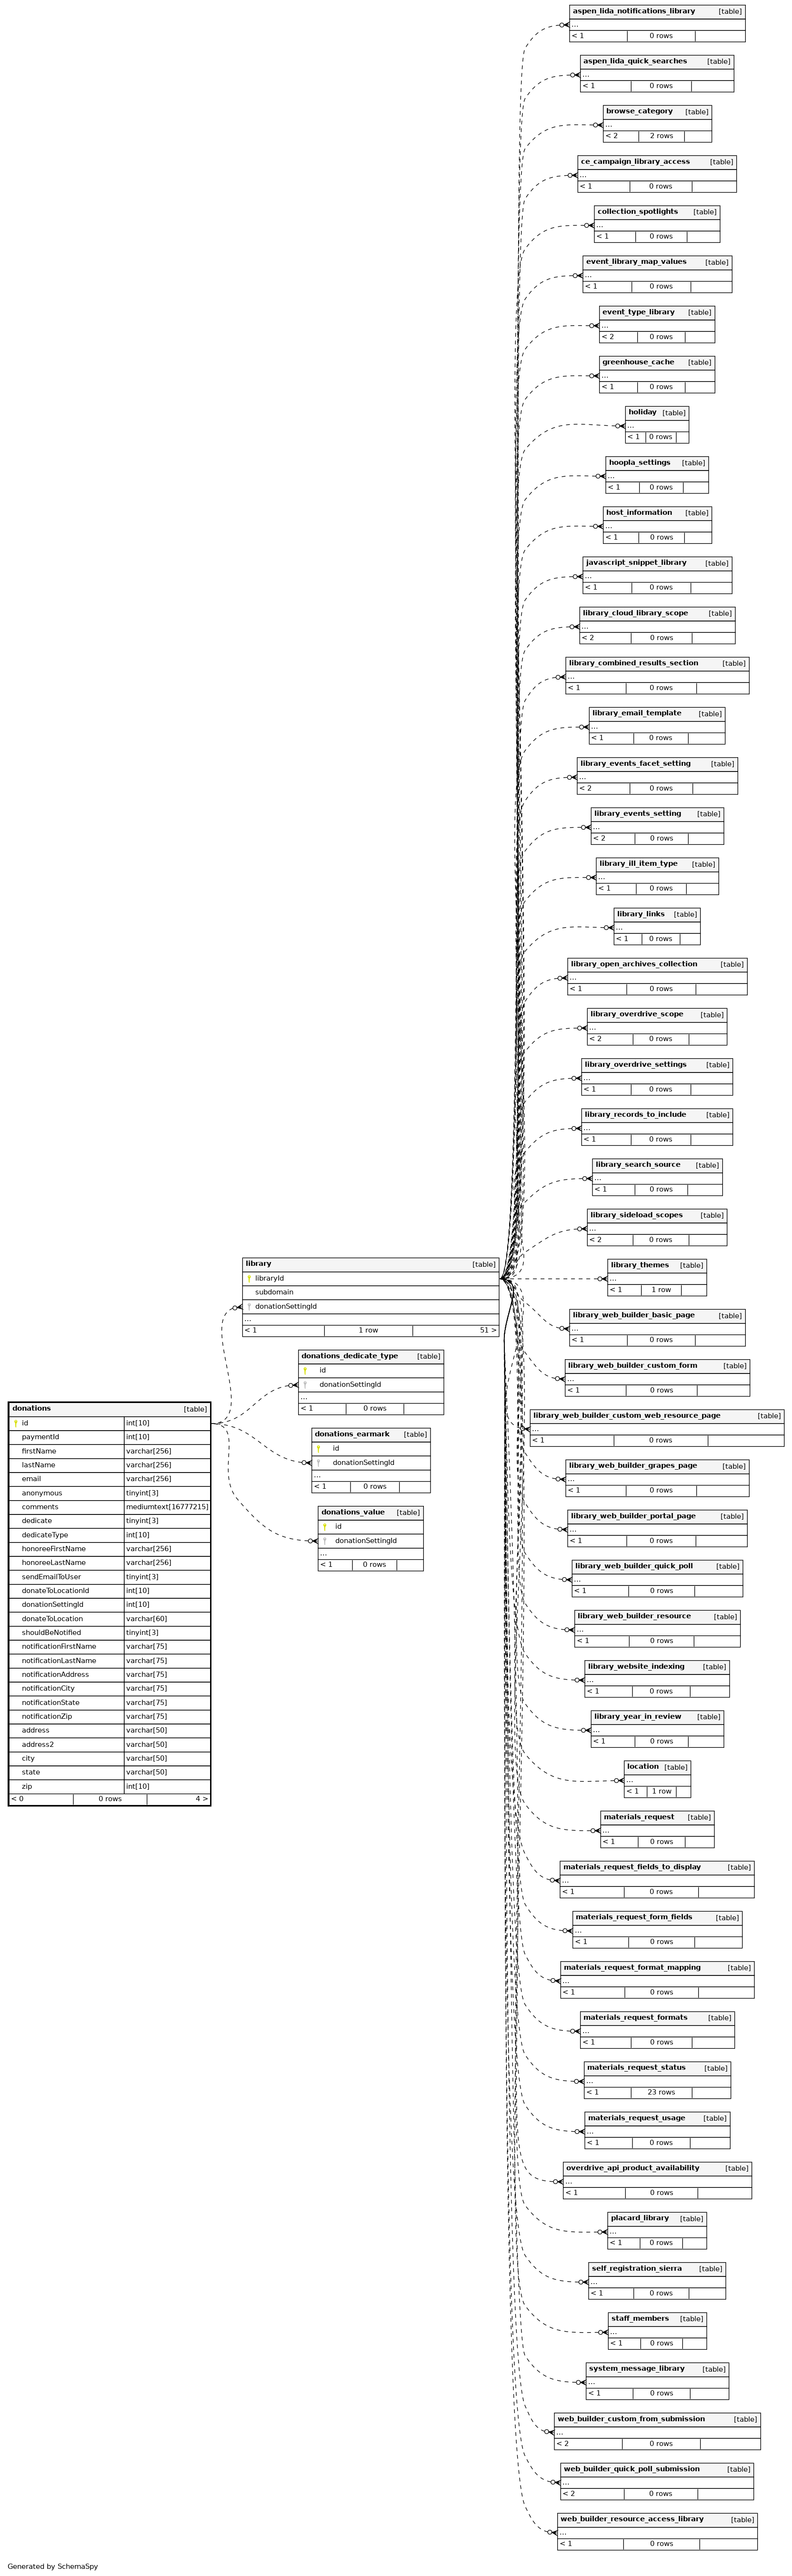 aspen_lida_notifications_library [table]
...
< 1 0 rows
aspen_lida_quick_searches [table]
...
< 1 0 rows
browse_category [table]
...
< 2 2 rows
ce_campaign_library_access [table]
...
< 1 0 rows
collection_spotlights [table]
...
< 1 0 rows
event_library_map_values [table]
...
< 1 0 rows
event_type_library [table]
...
< 2 0 rows
greenhouse_cache [table]
...
< 1 0 rows
holiday [table]
...
< 1 0 rows
hoopla_settings [table]
...
< 1 0 rows
host_information [table]
...
< 1 0 rows
javascript_snippet_library [table]
...
< 1 0 rows
library_cloud_library_scope [table]
...
< 2 0 rows
library_combined_results_section [table]
...
< 1 0 rows
library_email_template [table]
...
< 1 0 rows
library_events_facet_setting [table]
...
< 2 0 rows
library_events_setting [table]
...
< 2 0 rows
library_ill_item_type [table]
...
< 1 0 rows
library_links [table]
...
< 1 0 rows
library_open_archives_collection [table]
...
< 1 0 rows
library_overdrive_scope [table]
...
< 2 0 rows
library_overdrive_settings [table]
...
< 1 0 rows
library_records_to_include [table]
...
< 1 0 rows
library_search_source [table]
...
< 1 0 rows
library_sideload_scopes [table]
...
< 2 0 rows
library_themes [table]
...
< 1 1 row
library_web_builder_basic_page [table]
...
< 1 0 rows
library_web_builder_custom_form [table]
...
< 1 0 rows
library_web_builder_custom_web_resource_page [table]
...
< 1 0 rows
library_web_builder_grapes_page [table]
...
< 1 0 rows
library_web_builder_portal_page [table]
...
< 1 0 rows
library_web_builder_quick_poll [table]
...
< 1 0 rows
library_web_builder_resource [table]
...
< 1 0 rows
library_website_indexing [table]
...
< 1 0 rows
library_year_in_review [table]
...
< 1 0 rows
location [table]
...
< 1 1 row
materials_request [table]
...
< 1 0 rows
materials_request_fields_to_display [table]
...
< 1 0 rows
materials_request_form_fields [table]
...
< 1 0 rows
materials_request_format_mapping [table]
...
< 1 0 rows
materials_request_formats [table]
...
< 1 0 rows
materials_request_status [table]
...
< 1 23 rows
materials_request_usage [table]
...
< 1 0 rows
overdrive_api_product_availability [table]
...
< 1 0 rows
placard_library [table]
...
< 1 0 rows
self_registration_sierra [table]
...
< 1 0 rows
staff_members [table]
...
< 1 0 rows
system_message_library [table]
...
< 1 0 rows
web_builder_custom_from_submission [table]
...
< 2 0 rows
web_builder_quick_poll_submission [table]
...
< 2 0 rows
web_builder_resource_access_library [table]
...
< 1 0 rows
library [table]
libraryId
subdomain
donationSettingId
...
< 1 1 row 51 >
donations_dedicate_type [table]
id
donationSettingId
...
< 1 0 rows
donations_earmark [table]
id
donationSettingId
...
< 1 0 rows
donations_value [table]
id
donationSettingId
...
< 1 0 rows
donations [table]
id int[10]
paymentId int[10]
firstName varchar[256]
lastName varchar[256]
email varchar[256]
anonymous tinyint[3]
comments mediumtext[16777215]
dedicate tinyint[3]
dedicateType int[10]
honoreeFirstName varchar[256]
honoreeLastName varchar[256]
sendEmailToUser tinyint[3]
donateToLocationId int[10]
donationSettingId int[10]
donateToLocation varchar[60]
shouldBeNotified tinyint[3]
notificationFirstName varchar[75]
notificationLastName varchar[75]
notificationAddress varchar[75]
notificationCity varchar[75]
notificationState varchar[75]
notificationZip varchar[75]
address varchar[50]
address2 varchar[50]
city varchar[50]
state varchar[50]
zip int[10]
< 0 0 rows 4 >
Generated by SchemaSpy